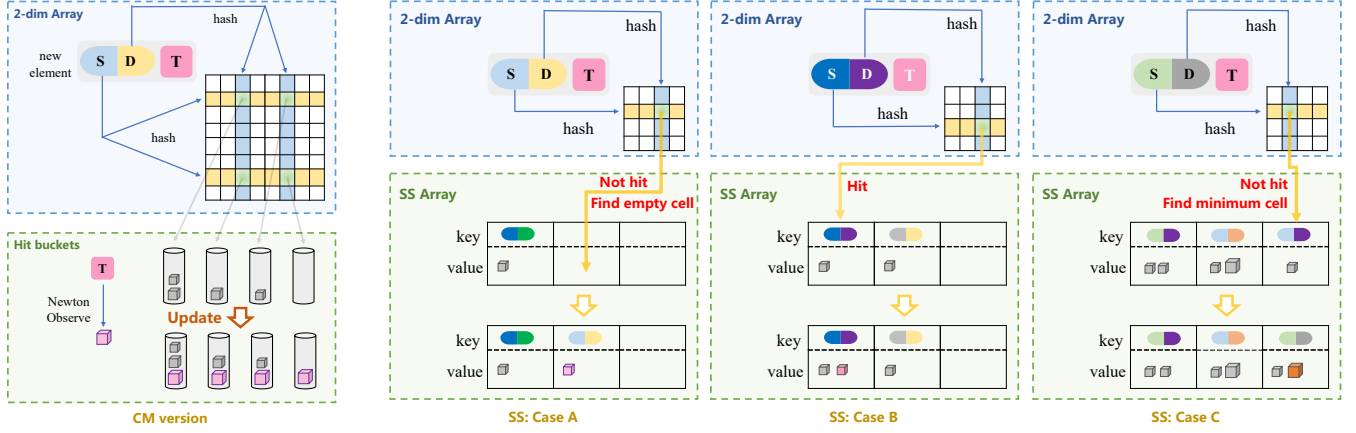 2-dim Array
hash
new
element
S D T
hash
Hit buckets
T
Newton
Observe
Update
CM version
2-dim Array
hash
S D T
hash
Not hit
Find empty cell
SS Array
key
value
key
value
SS: Case A
2-dim Array
hash
S D T
hash
Hit
SS Array
key
value
key
value
SS: Case B
2-dim Array
hash
S D T
hash
Not hit
Find minimum cell
SS Array
key
value
key
value
SS: Case C